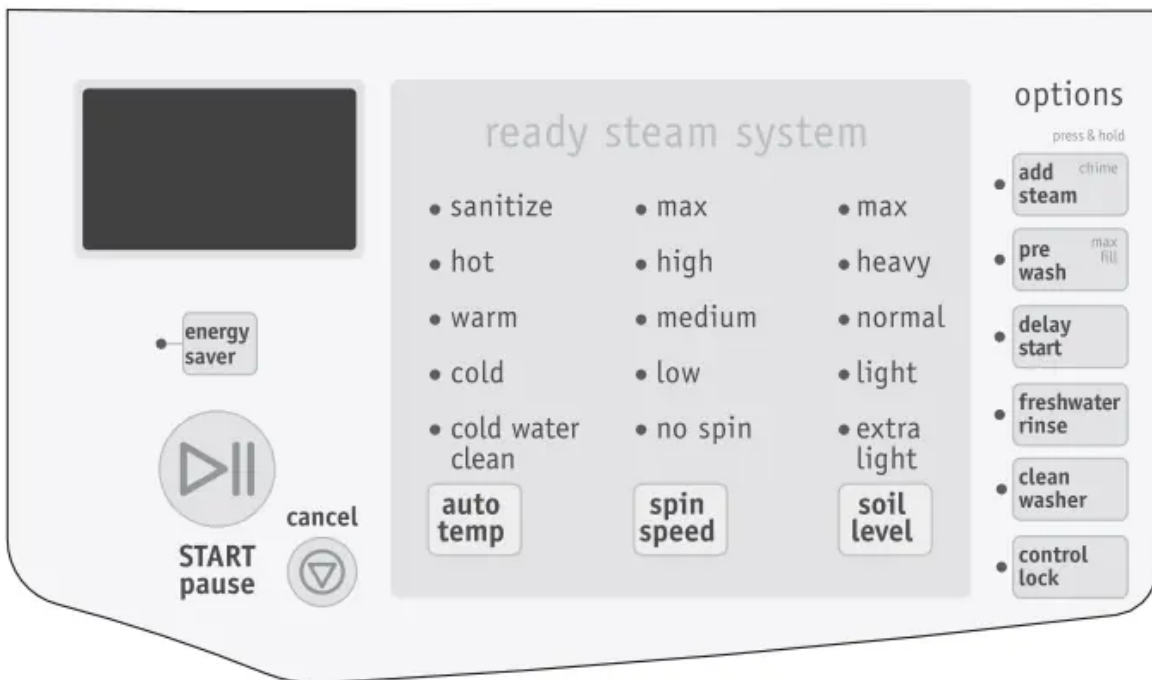 options
press & hold
ready steam system
add chime
steam
sanitize
max
max
pre max
wash fill
hot
high
heavy
energy
saver
warm
medium
normal
delay
start
cold
low
light
freshwater
rinse
cold water
clean
no spin
extra
light
clean
washer
auto
temp
spin
speed
soil
level
cancel
START
pause
control
lock